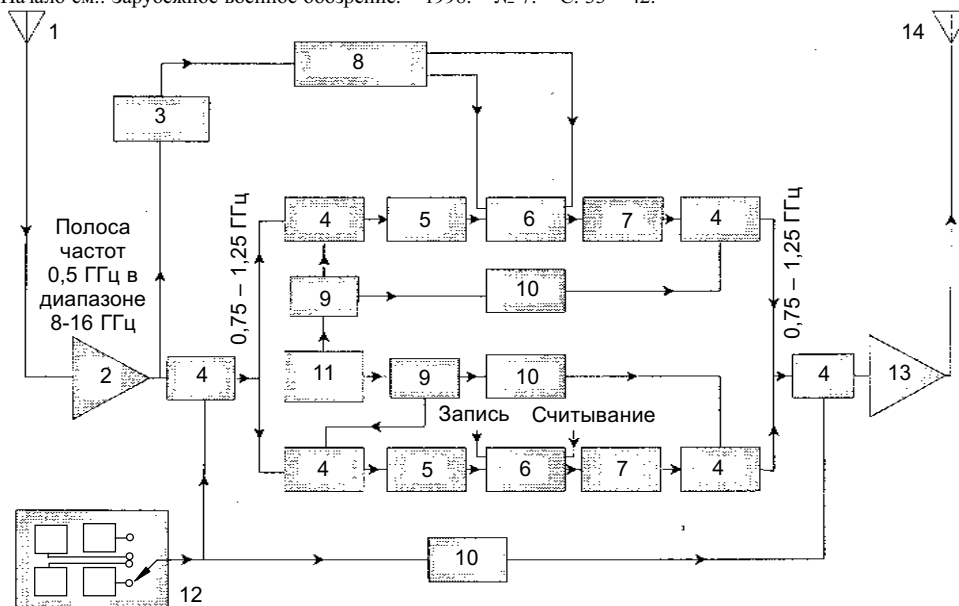 Начало см.: Зарубежное военное обозрение. – 1998. – № 7. – С. 35 – 42.
1
14
8
3
4
5
6
7
4
Полоса
частот
0,5 ГГц в
диапазоне
8-16 ГГц
0,75 – 1,25 ГГц
0,75 – 1,25 ГГц
9
10
2
4
11
9
10
4
13
Запись
Считывание
4
5
6
7
4
10
12